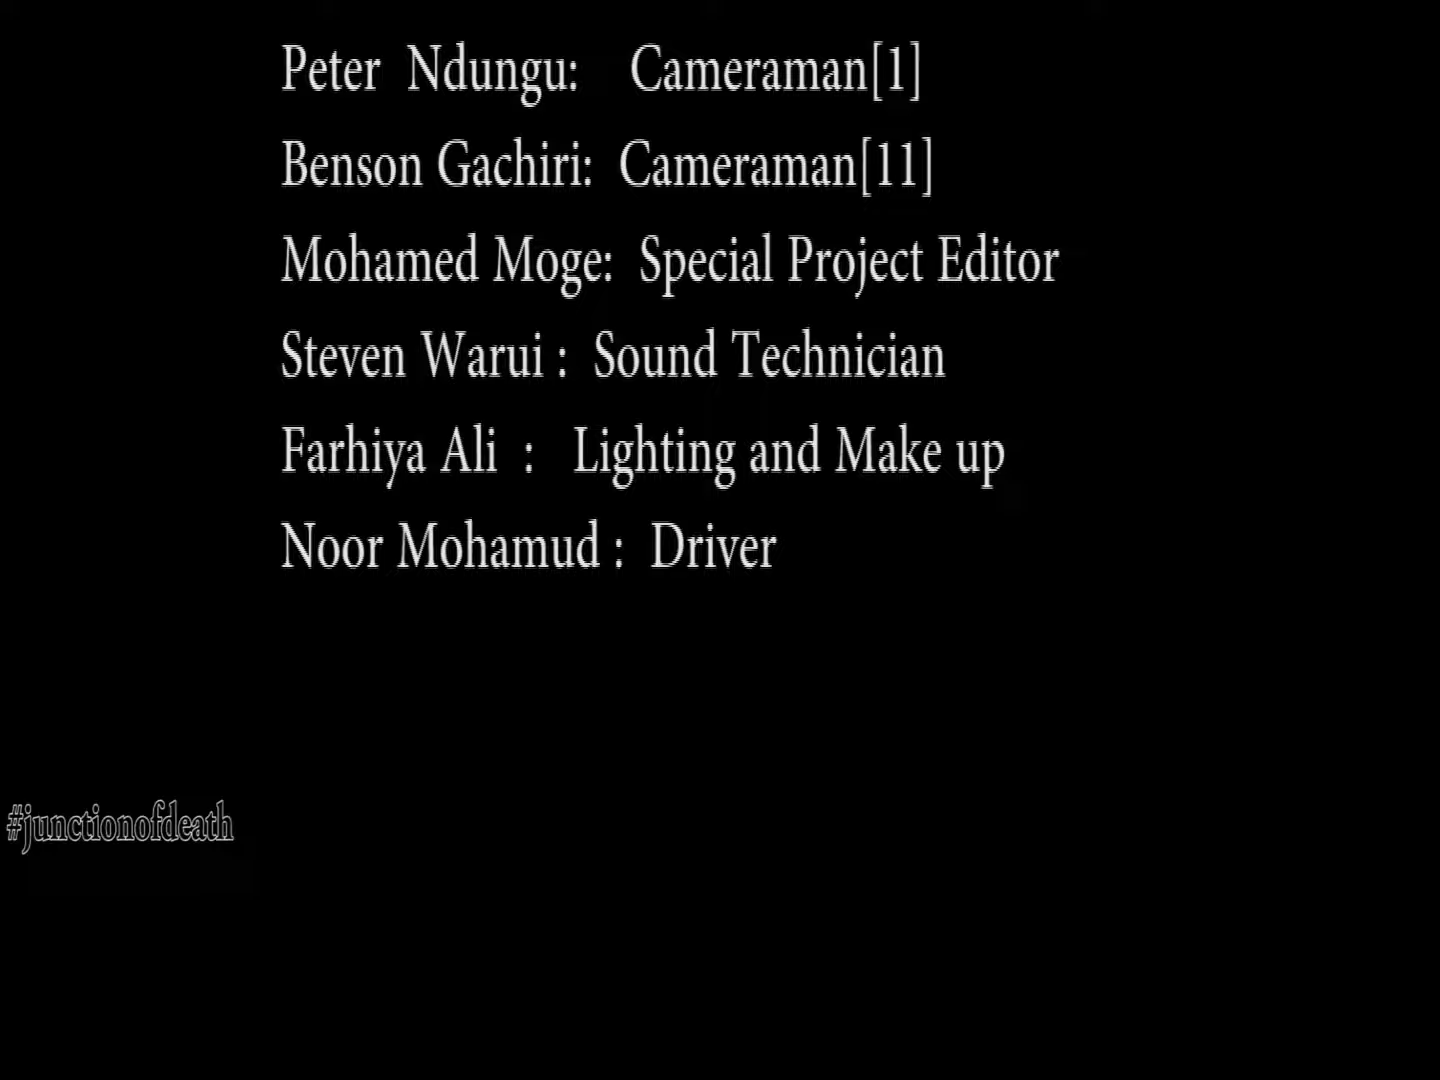 Peter Ndungu: Cameraman[1]
Benson Gachiri: Cameraman[11]
Mohamed Moge: Special Project Editor
Steven Warui : Sound Technician
Farhiya Ali : Lighting and Make up
Noor Mohamud : Driver
#junctionofdeath